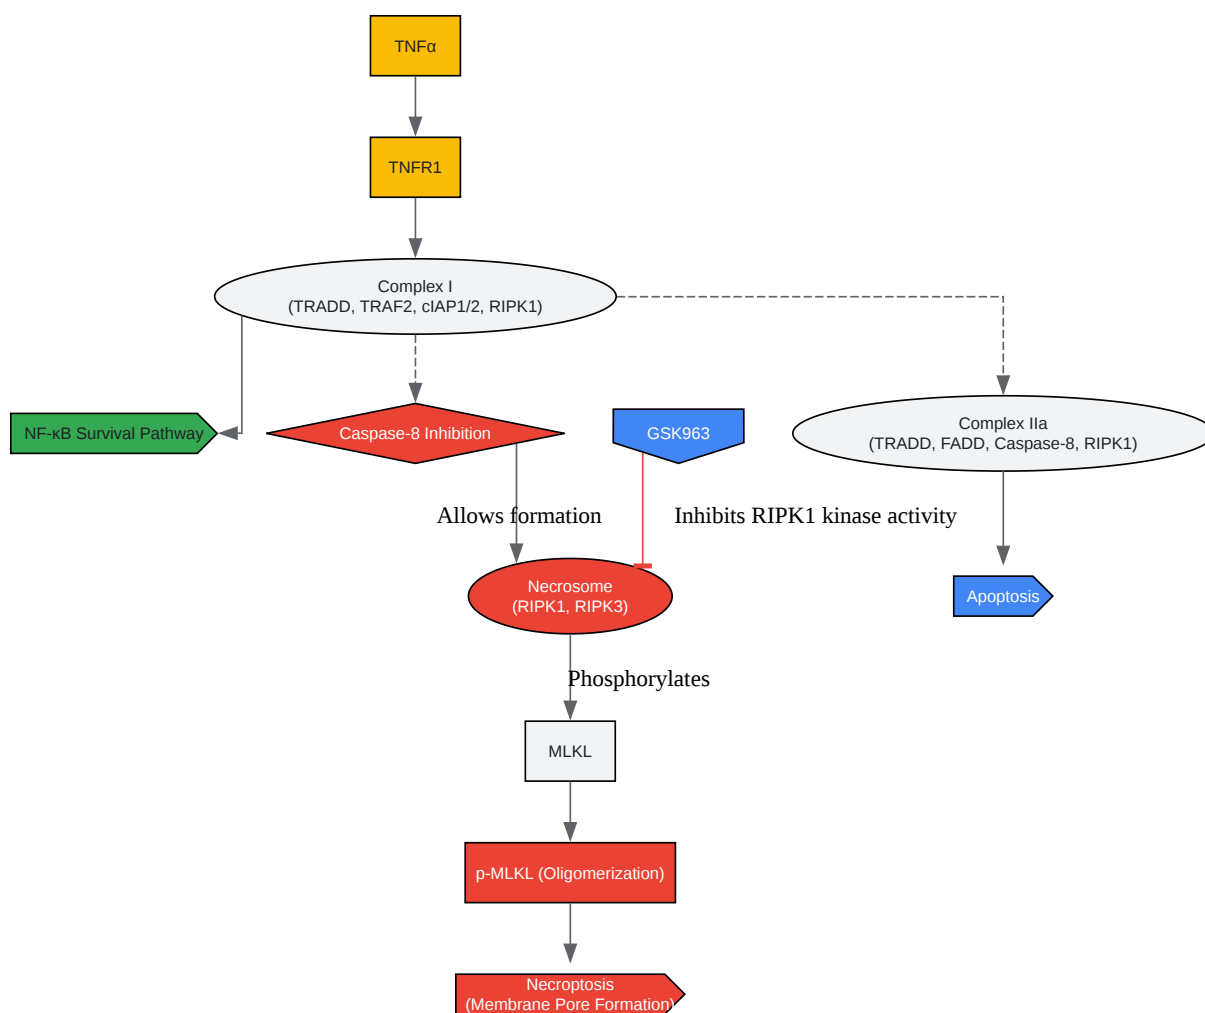 TNFα
TNFR1
Complex I
(TRADD, TRAF2, cIAP1/2, RIPK1)
NF-κB Survival Pathway
Caspase-8 Inhibition
GSK963
Complex IIa
(TRADD, FADD, Caspase-8, RIPK1)
Allows formation
Inhibits RIPK1 kinase activity
Necrosome
(RIPK1, RIPK3)
Apoptosis
Phosphorylates
MLKL
p-MLKL (Oligomerization)
Necroptosis
(Membrane Pore Formation)